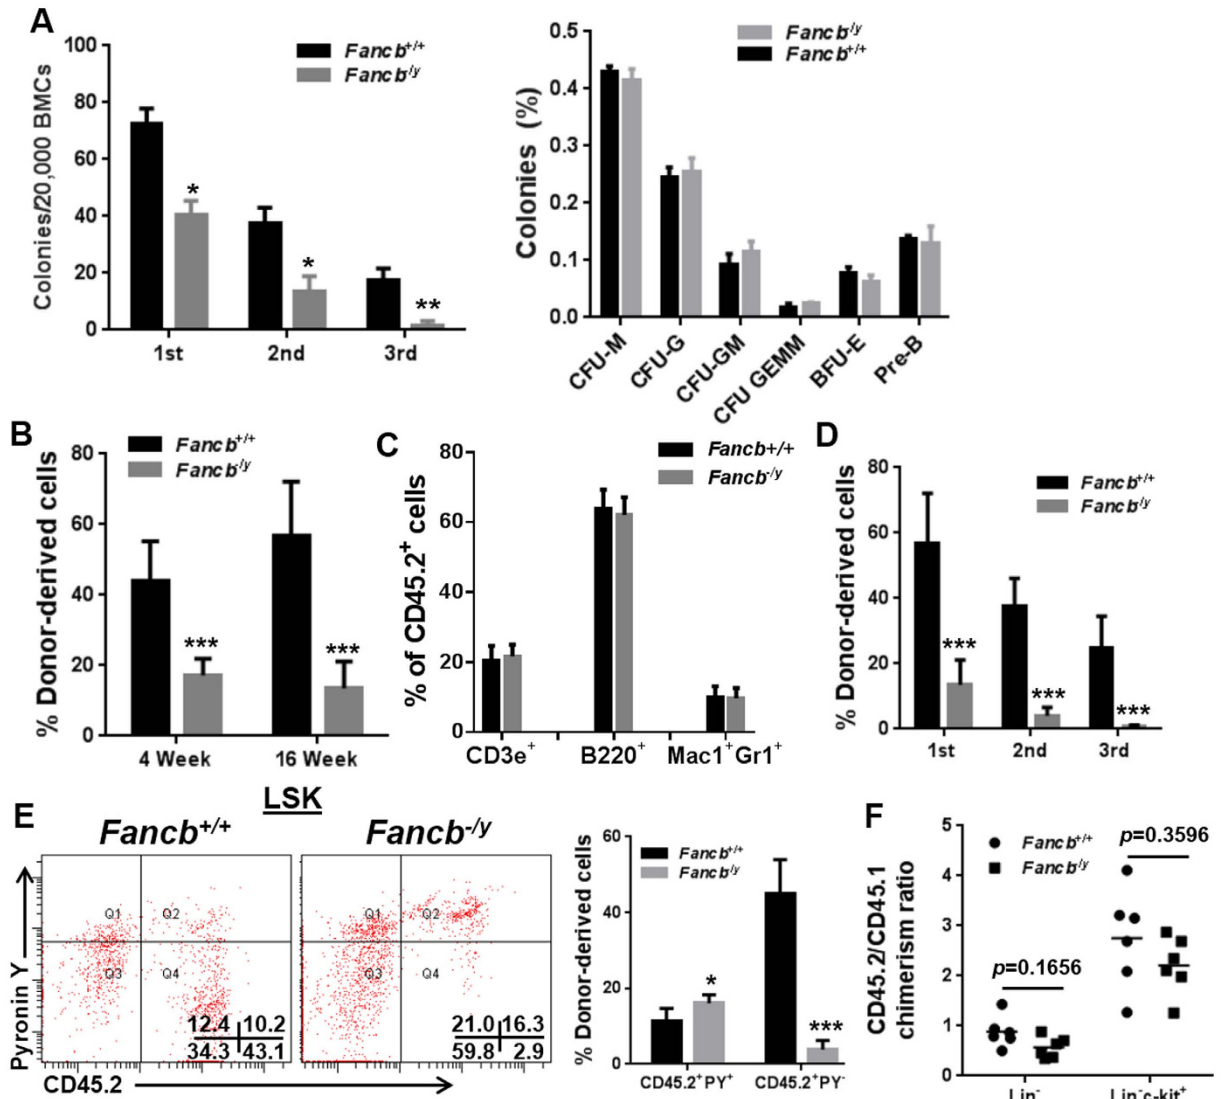 A
Fancb+/+
Fancb-/y
Colonies/20,000 BMCs
100
80
60
40
20
0
*
*
**
1st 2nd 3rd
Fancb-/y
Fancb+/+
Colonies (%)
0.5
0.4
0.3
0.2
0.1
0.0
CFU-M
CFU-G
CFU-GM
CFU GEMM
BFU-E
Pre-B
B
Fancb+/+
Fancb-/y
% Donor-derived cells
80
60
40
20
0
***
***
4 Week 16 Week
C
Fancb+/+
Fancb-/y
% of CD45.2+ cells
80
60
40
20
0
CD3e+ B220+ Mac1+Gr1+
D
Fancb+/+
Fancb-/y
% Donor-derived cells
80
60
40
20
0
***
***
***
1st 2nd 3rd
E
LSK
Fancb+/+ Fancb-/y
Pyronin Y
Q1 Q2
Q3 Q4
12.4 10.2
34.3 43.1
Q1 Q2
Q3 Q4
21.0 16.3
59.8 2.9
CD45.2
% Donor-derived cells
60
40
20
0
Fancb+/+
Fancb-/y
*
***
CD45.2+PY+ CD45.2+PY-
F
CD45.2/CD45.1
chimerism ratio
5
4
3
2
1
0
Fancb+/+
Fancb-/y
p=0.3596
p=0.1656
Lin- Lin-c-kit+